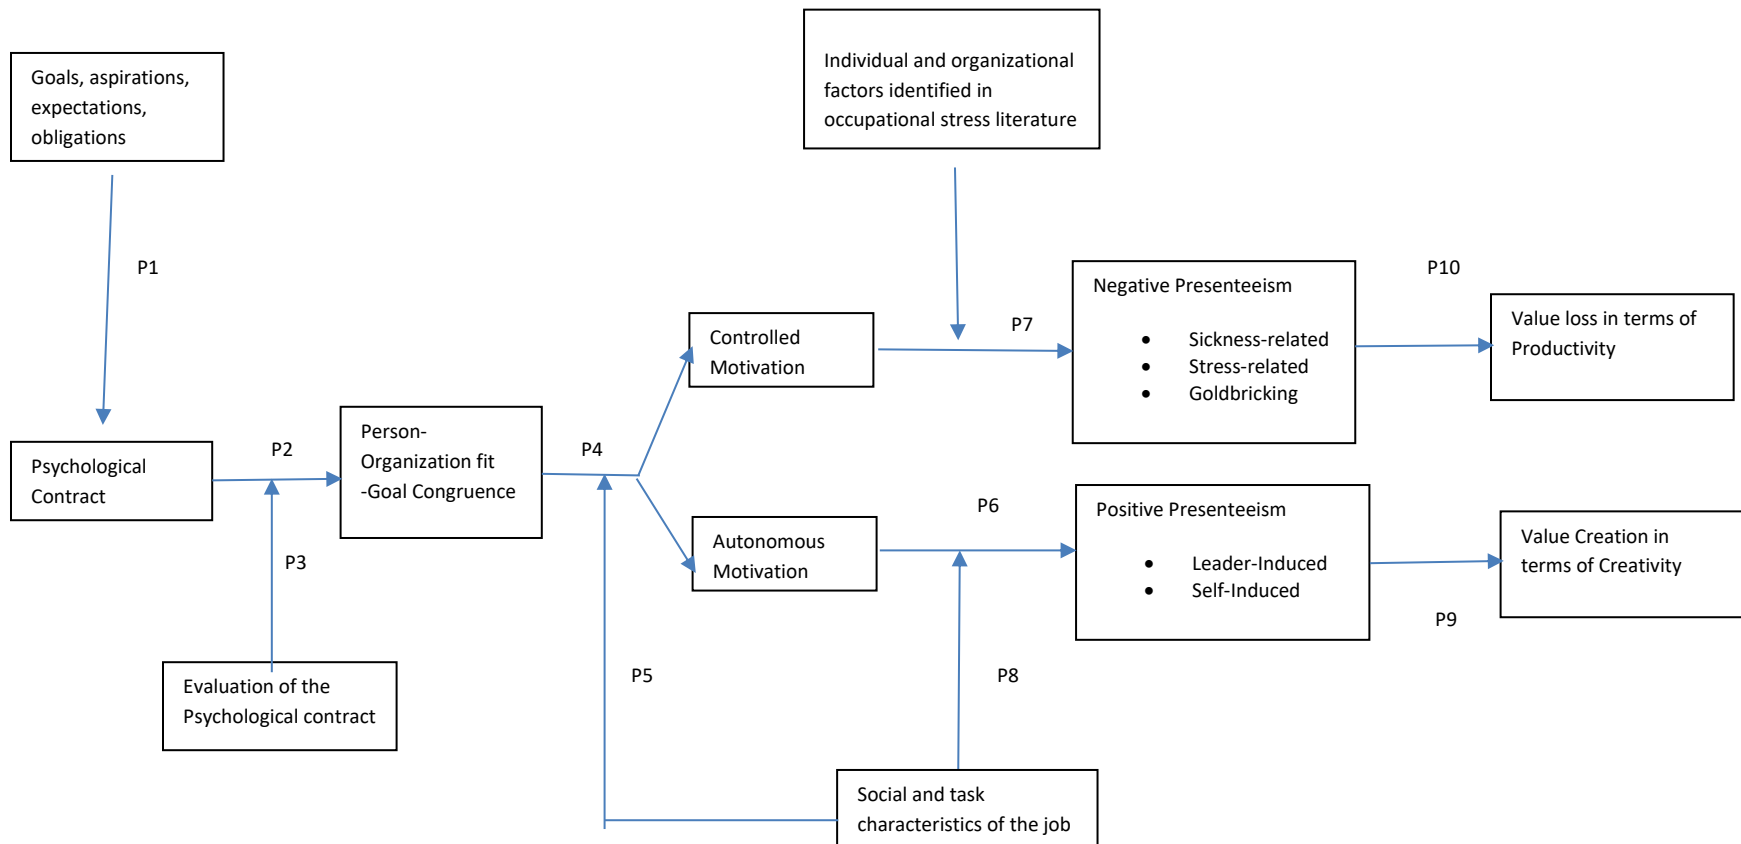 Goals, aspirations,
expectations,
obligations
Individual and organizational
factors identified in
occupational stress literature
P1
P2
P3
Psychological
Contract
Evaluation of the
Psychological contract
Person-
Organization fit
-Goal Congruence
P4
P5
Controlled
Motivation
Autonomous
Motivation
P7
P6
P8
Social and task
characteristics of the job
Negative Presenteeism
• Sickness-related
• Stress-related
• Goldbricking
Positive Presenteeism
• Leader-Induced
• Self-Induced
P10
P9
Value loss in terms of
Productivity
Value Creation in
terms of Creativity